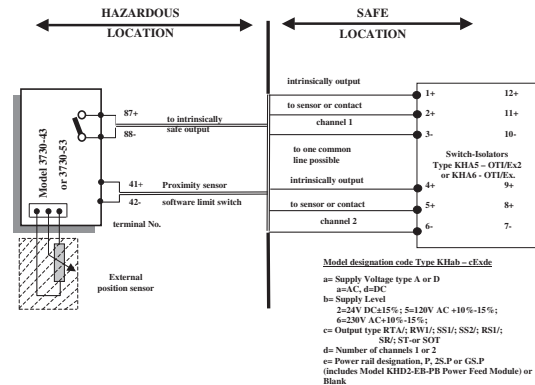 HAZARDOUS
LOCATION
SAFE
LOCATION
Model 3730-43
or 3730-53
87+
88-
to intrinsically
safe output
41+
42-
Proximity sensor
software limit switch
terminal No.
External
position sensor
intrinsically output
to sensor or contact
channel 1
to one common
line possible
intrinsically output
to sensor or contact
channel 2
1+
12+
2+
11+
3-
10-
Switch-Isolators
Type KHA5 – OTI/Ex2
or KHA6 - OTI/Ex.
4+
9+
5+
8+
6-
7-
Model designation code Type KHab – cExde
a= Supply Voltage type A or D
a=AC, d=DC
b= Supply Level
2=24V DC±15%; 5=120V AC +10%-15%;
6=230V AC+10%-15%;
c= Output type RTA/; RW1/; SS1/; SS2/; RS1/;
SR/; ST-or SOT
d= Number of channels 1 or 2
e= Power rail designation, P, 2S.P or GS.P
(includes Model KHD2-EB-PB Power Feed Module) or
Blank